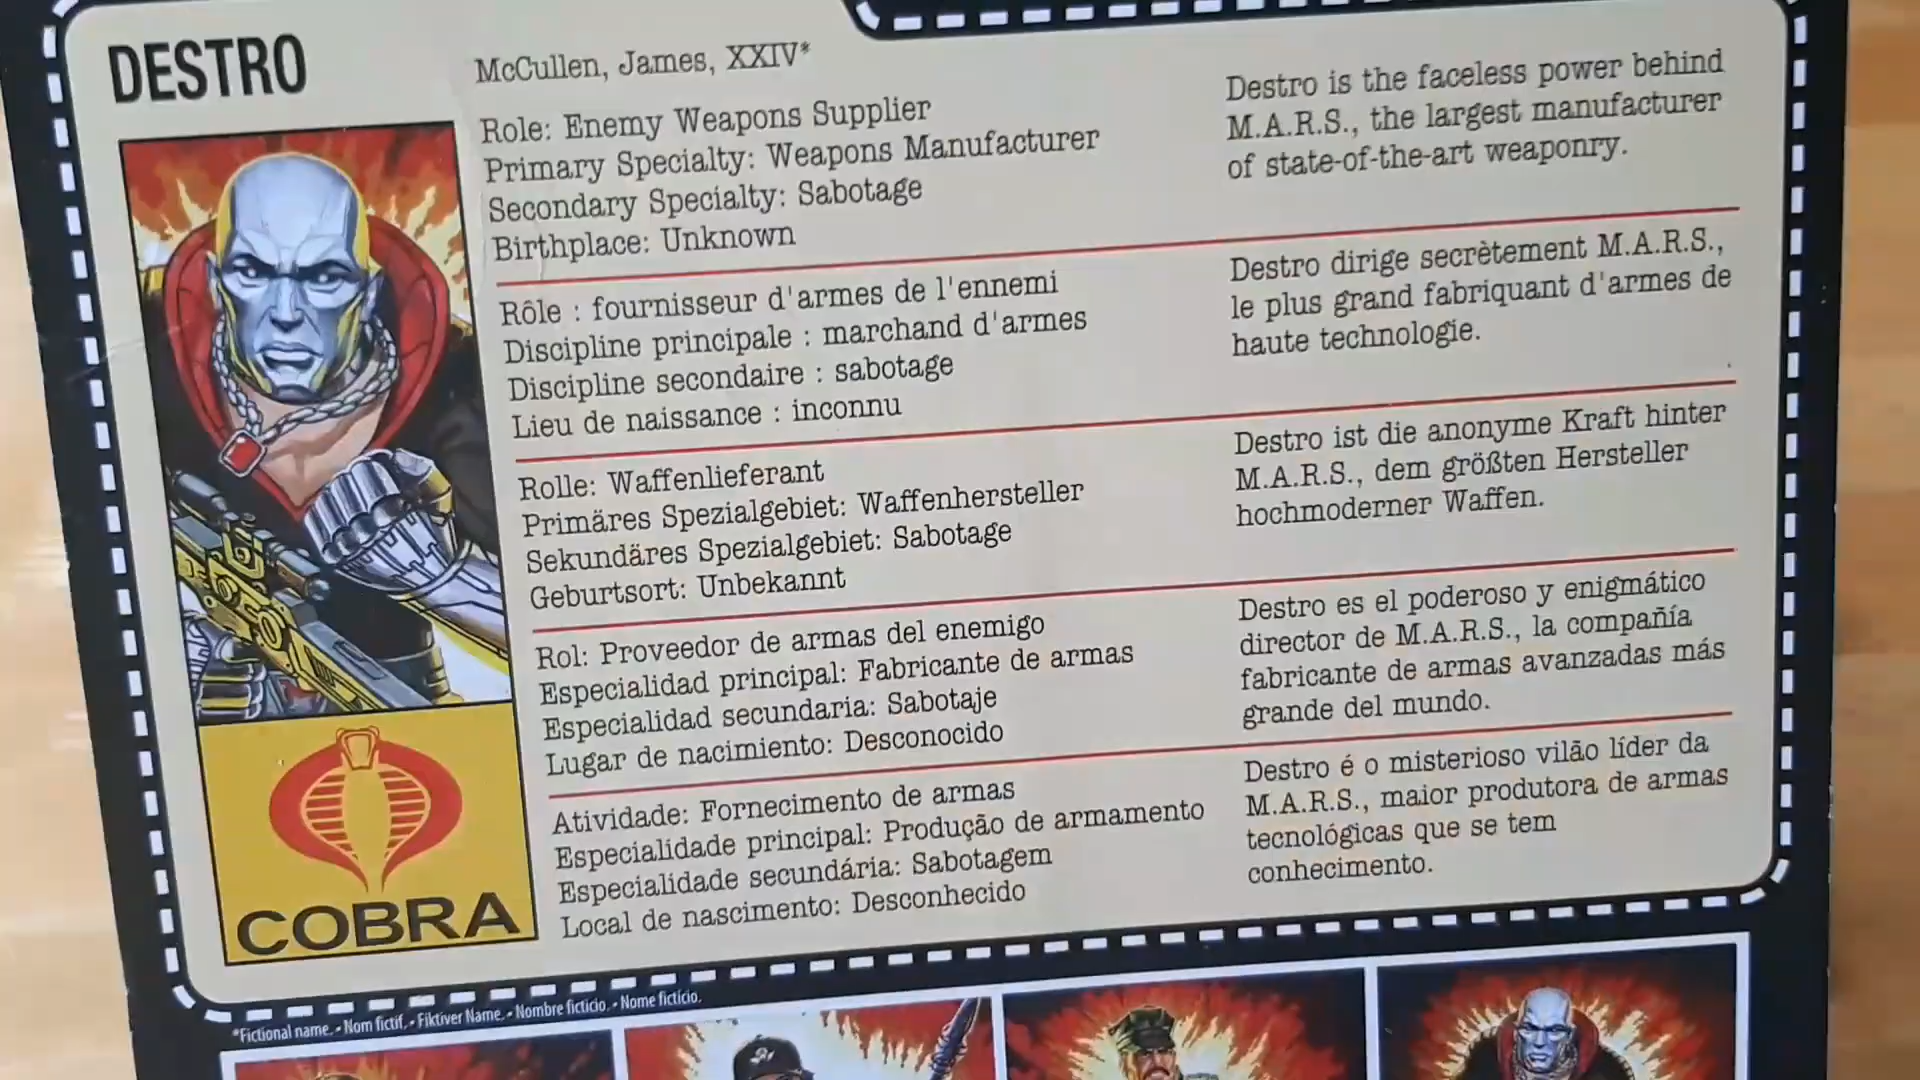 DESTRO
McCullen, James, XXIV*
Role: Enemy Weapons Supplier
Primary Specialty: Weapons Manufacturer
Secondary Specialty: Sabotage
Birthplace: Unknown
Destro is the faceless power behind
M.A.R.S., the largest manufacturer
of state-of-the-art weaponry.
Rôle : fournisseur d'armes de l'ennemi
Discipline principale : marchand d'armes
Discipline secondaire : sabotage
Lieu de naissance : inconnu
Destro dirige secrètement M.A.R.S.,
le plus grand fabriquant d'armes de
haute technologie.
Rolle: Waffenlieferant
Primäres Spezialgebiet: Waffenhersteller
Sekundäres Spezialgebiet: Sabotage
Geburtsort: Unbekannt
Destro ist die anonyme Kraft hinter
M.A.R.S., dem größten Hersteller
hochmoderner Waffen.
Rol: Proveedor de armas del enemigo
Especialidad principal: Fabricante de armas
Especialidad secundaria: Sabotaje
Lugar de nacimiento: Desconocido
Destro es el poderoso y enigmático
director de M.A.R.S., la compañía
fabricante de armas avanzadas más
grande del mundo.
Atividade: Fornecimento de armas
Especialidade principal: Produção de armamento
Especialidade secundária: Sabotagem
Local de nascimento: Desconhecido
Destro é o misterioso vilão líder da
M.A.R.S., maior produtora de armas
tecnológicas que se tem
conhecimento.
COBRA
*Fictional name. • Nom fictif. • Fiktiver Name. • Nombre ficticio. • Nome fictício.